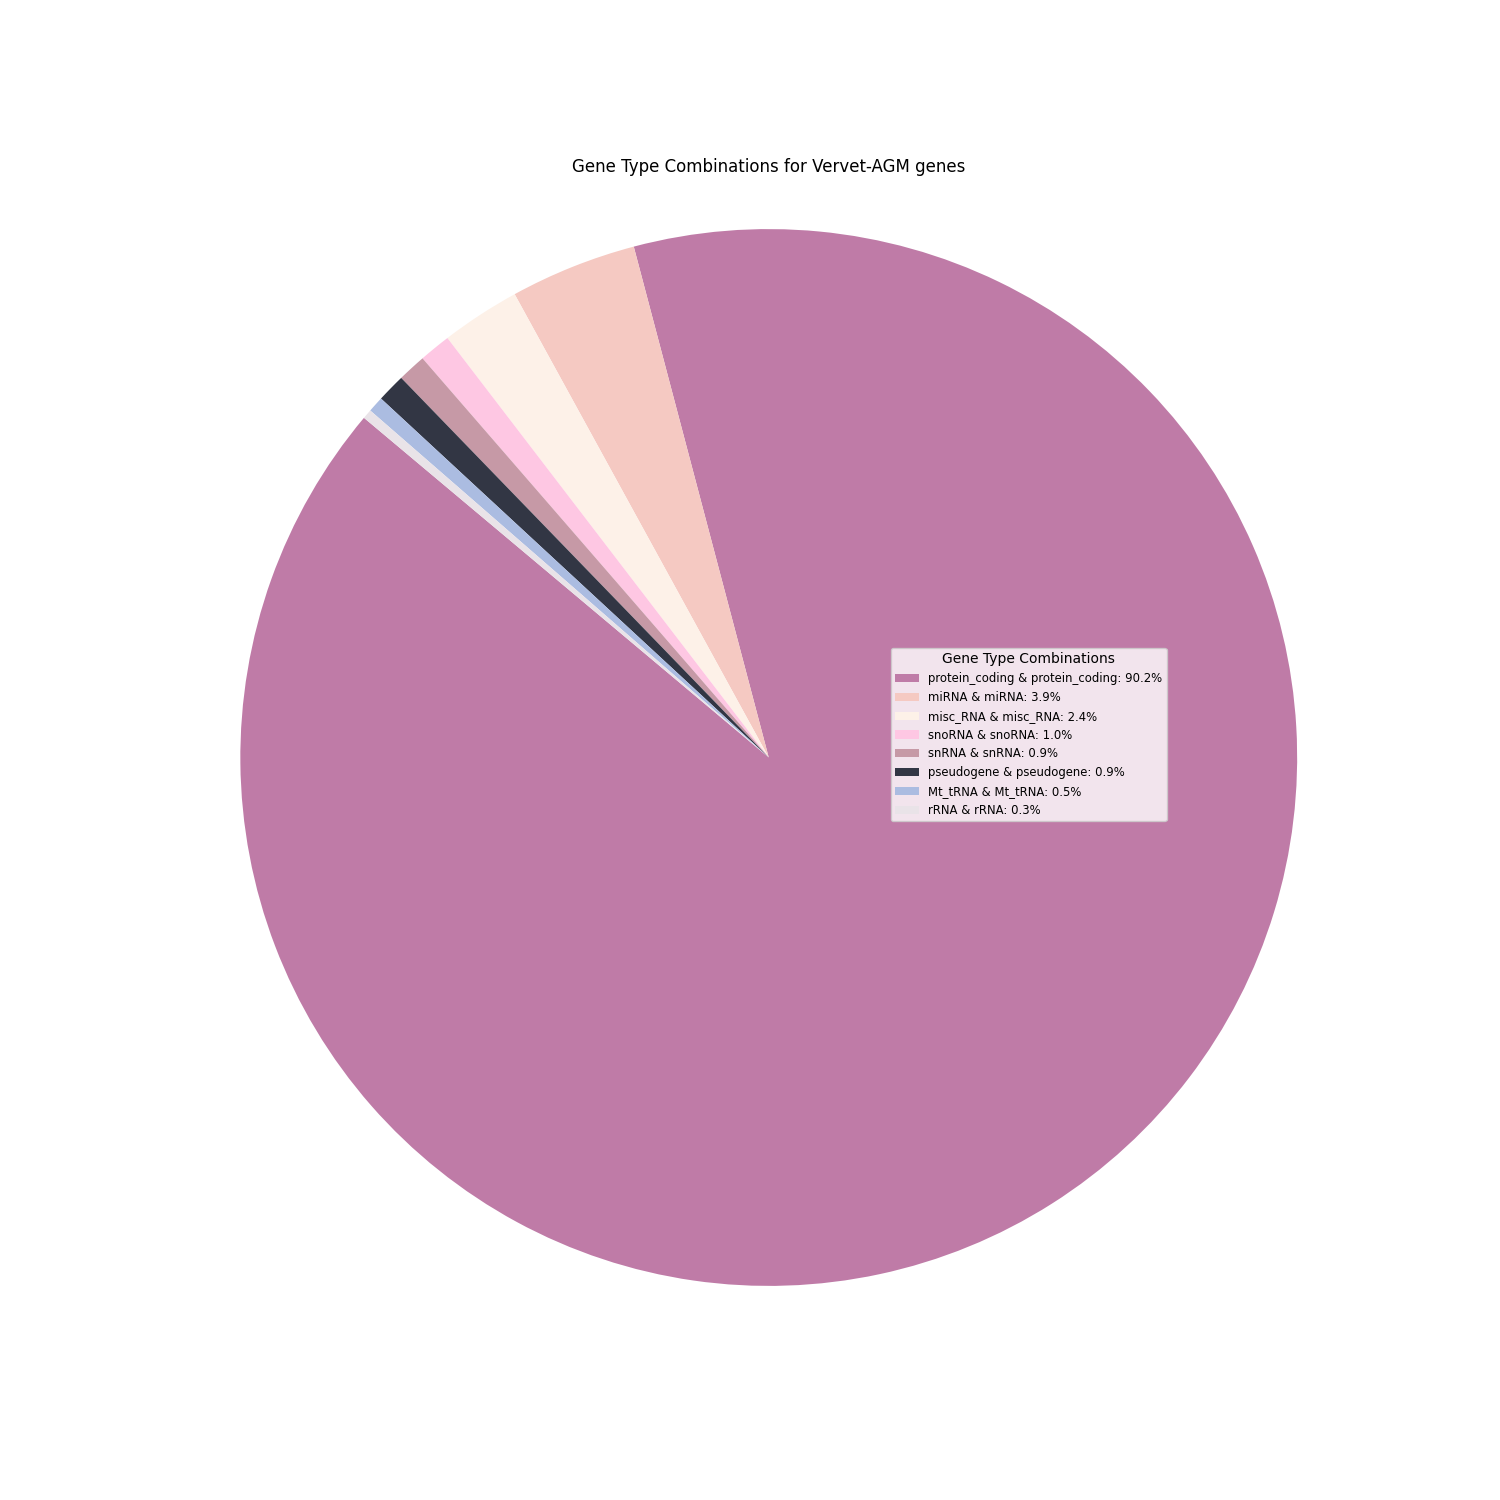 Gene Type Combinations for Vervet-AGM genes
Gene Type Combinations
protein_coding & protein_coding: 90.2%
miRNA & miRNA: 3.9%
misc_RNA & misc_RNA: 2.4%
snoRNA & snoRNA: 1.0%
snRNA & snRNA: 0.9%
pseudogene & pseudogene: 0.9%
Mt_tRNA & Mt_tRNA: 0.5%
rRNA & rRNA: 0.3%